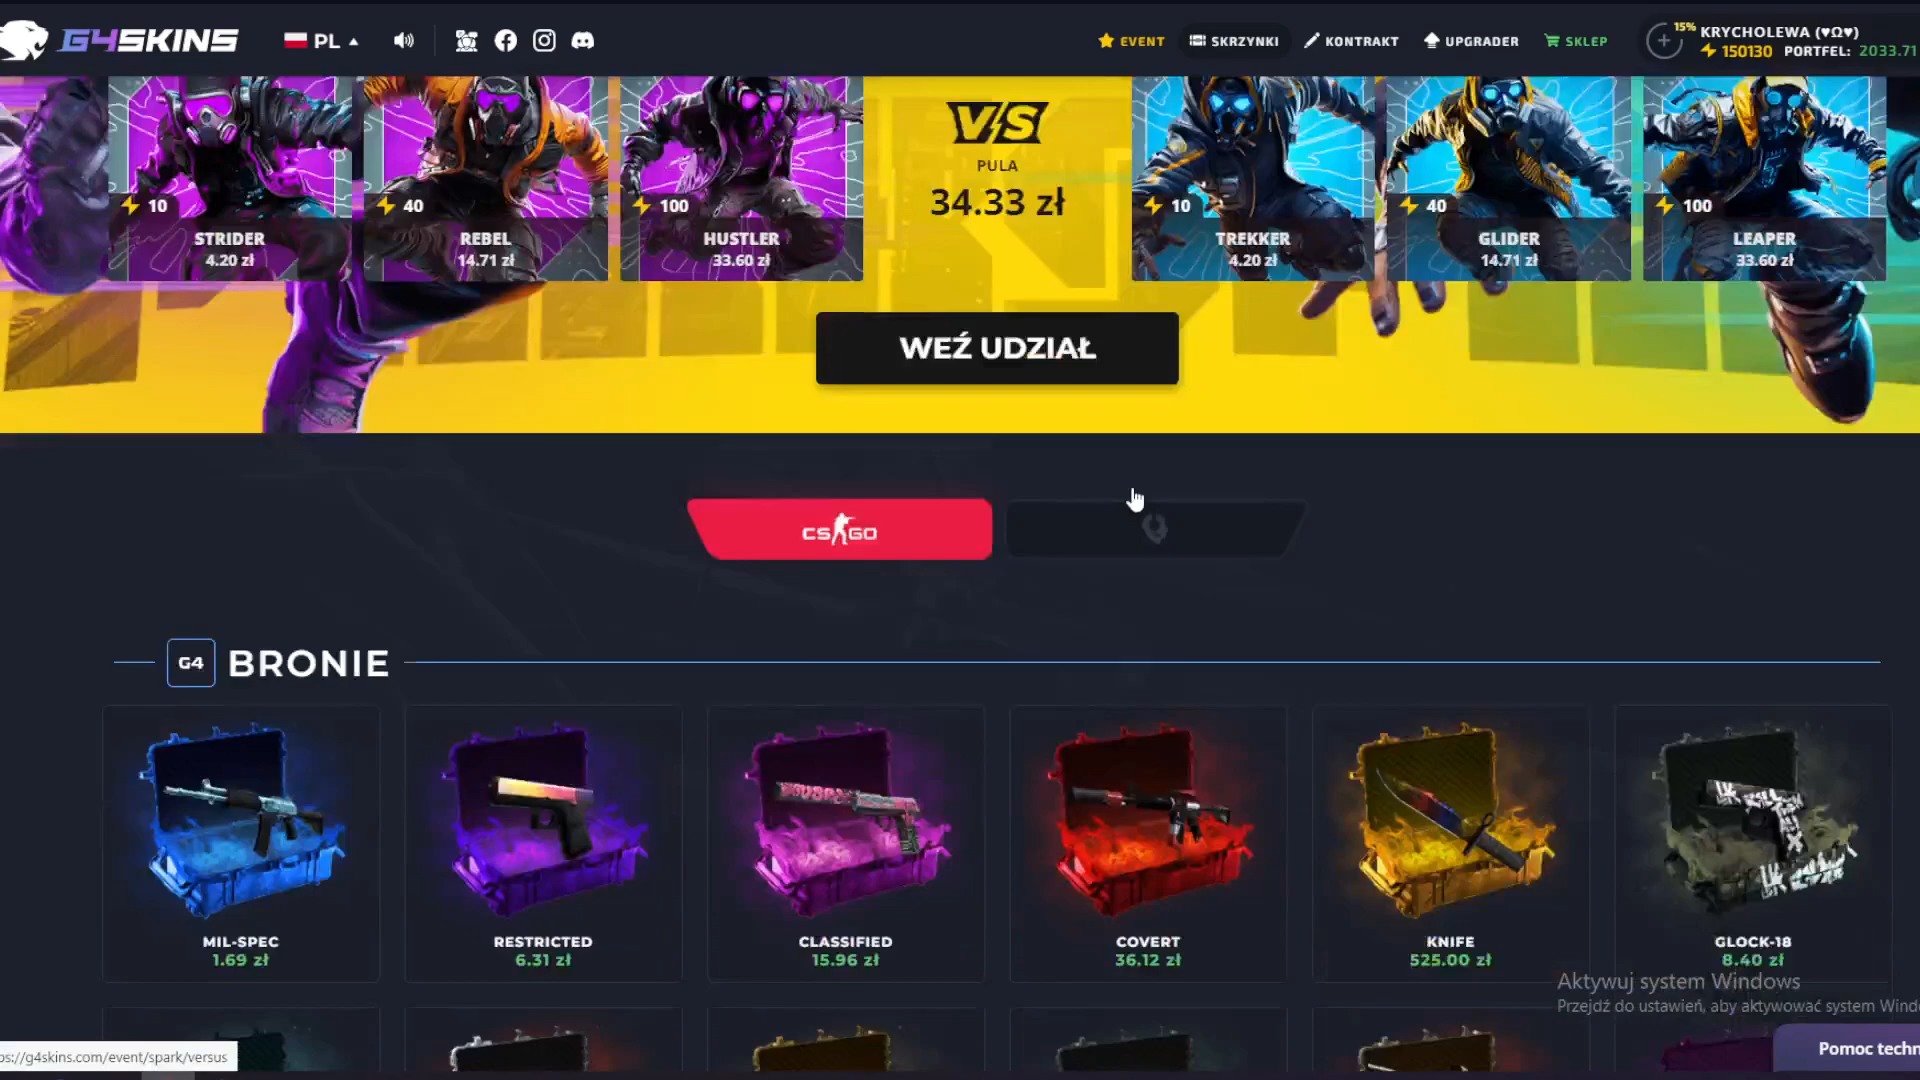 G4SKINS
PL
EVENT
SKRZYNKI
KONTRAKT
UPGRADER
SKLEP
15%
KRYCHOLEWA (♥Ω♥)
150130 PORTFEL: 2033.71
VS
PULA
34.33 zł
10
STRIDER
4.20 zł
40
REBEL
14.71 zł
100
HUSTLER
33.60 zł
10
TREKKER
4.20 zł
40
GLIDER
14.71 zł
100
LEAPER
33.60 zł
WEŹ UDZIAŁ
CS GO
G4 BRONIE
MIL-SPEC
1.69 zł
RESTRICTED
6.31 zł
CLASSIFIED
15.96 zł
COVERT
36.12 zł
KNIFE
525.00 zł
GLOCK-18
8.40 zł
Aktywuj system Windows
Przejdź do ustawień, aby aktywować system Wind
ps://g4skins.com/event/spark/versus
Pomoc techn